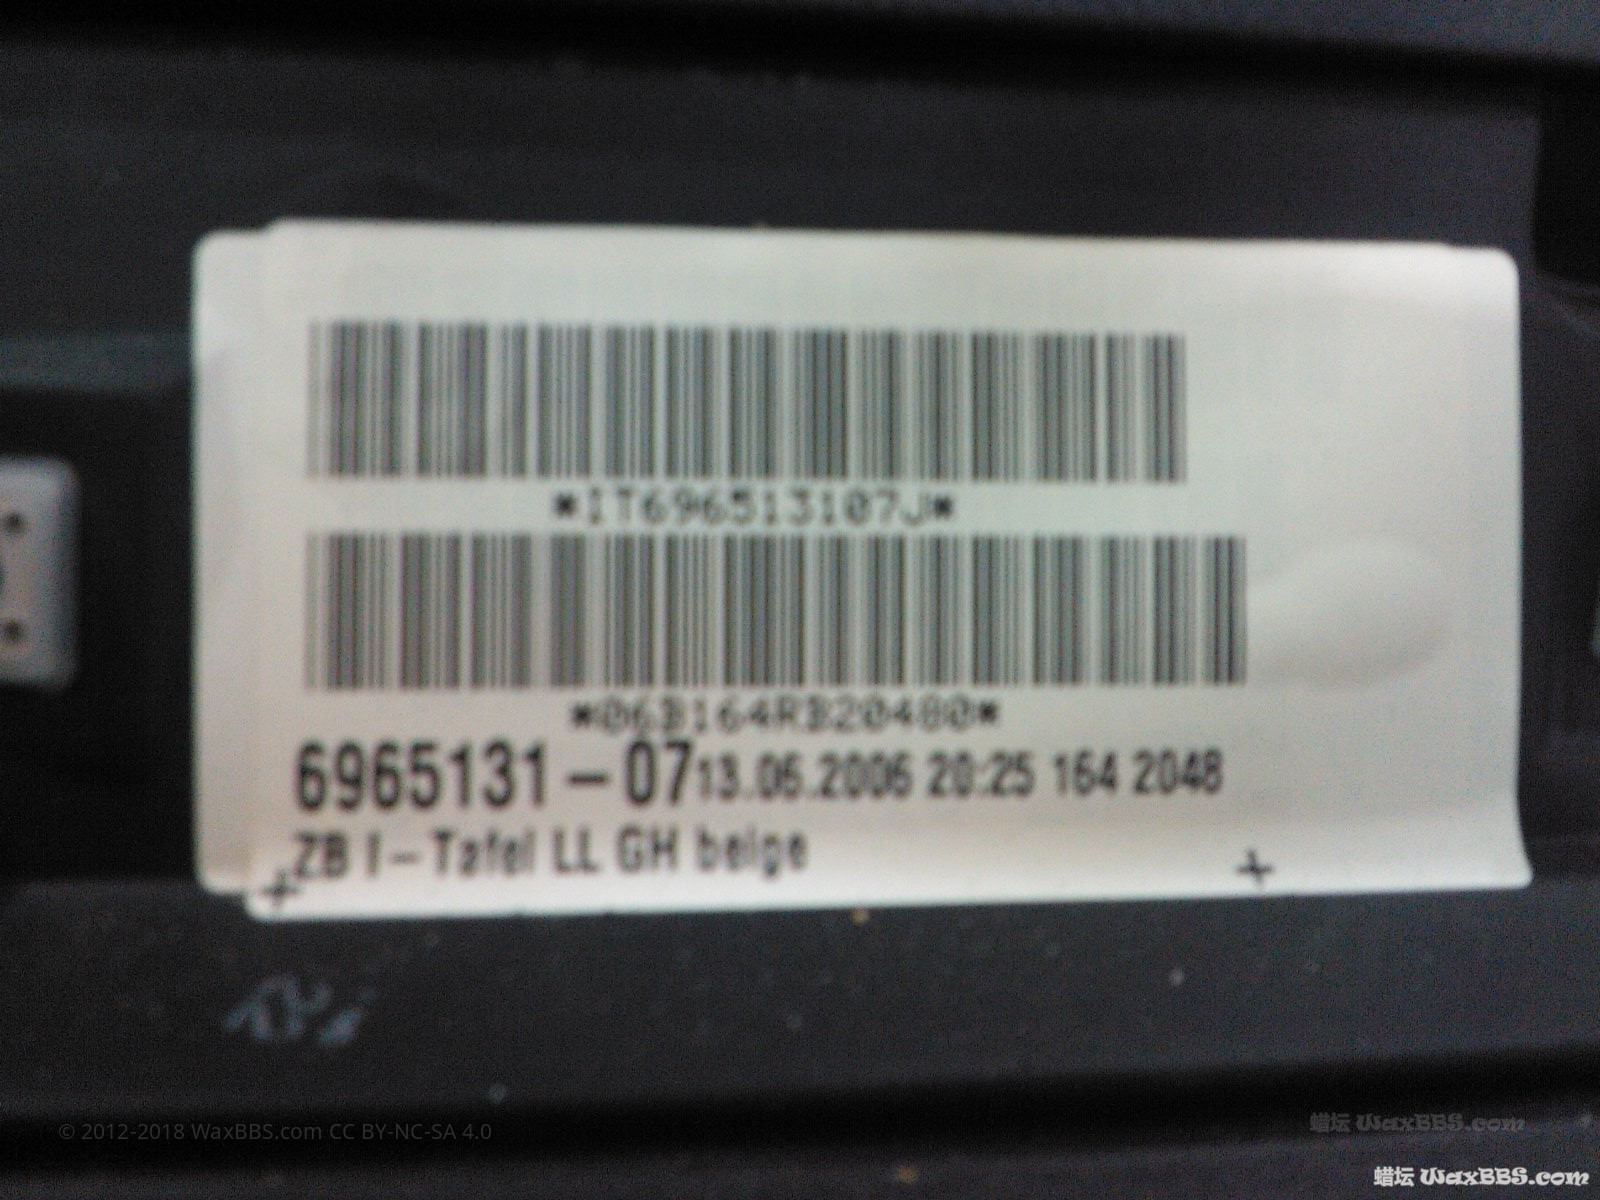 *IT696513107J*
*06B164RB20480*
6965131-07 13.06.2006 20:25 164 2048
ZB I-Tafel LL GH beige
© 2012-2018 WaxBBS.com CC BY-NC-SA 4.0
蜡坛 WaxBBS.com
蜡坛 WaxBBS.com